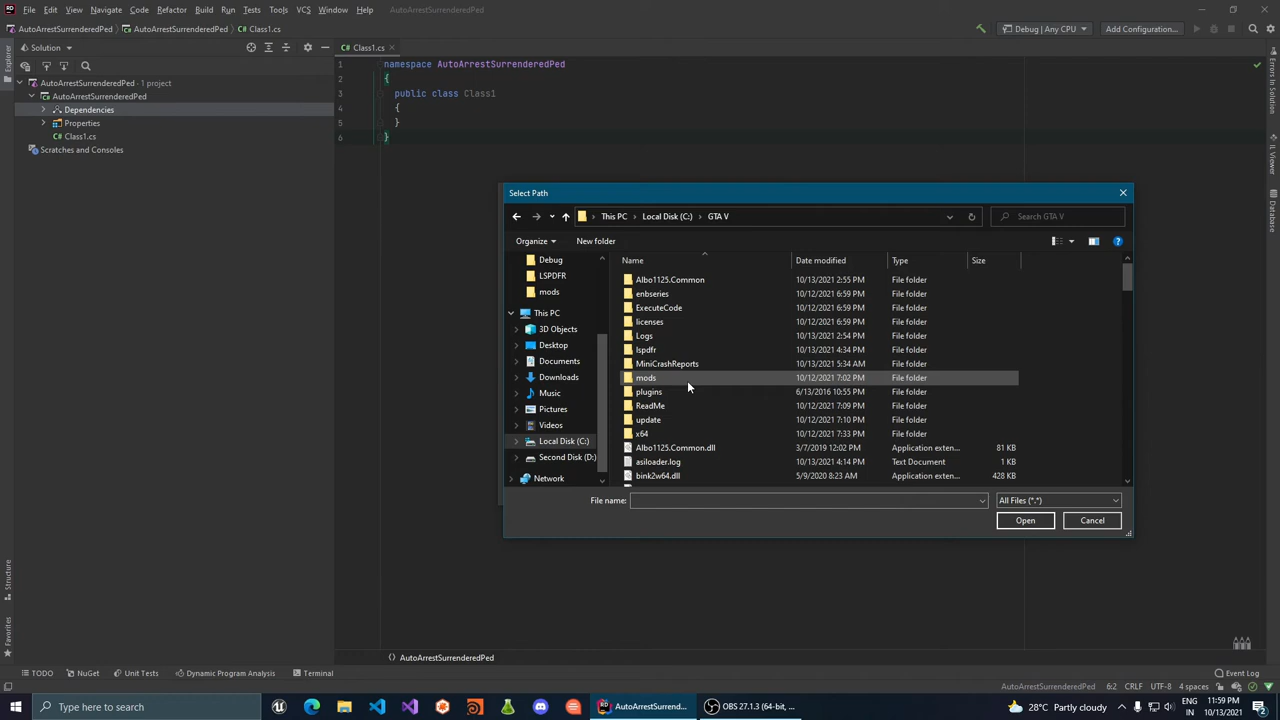 RD File Edit View Navigate Code Refactor Build Run Tests Tools VCS Window Help
AutoArrestSurrenderedPed AutoArrestSurrenderedPed Class1.cs
Debug | Any CPU Add Configuration...
Explorer
Solution
Class1.cs
AutoArrestSurrenderedPed · 1 project
AutoArrestSurrenderedPed
Dependencies
Properties
Class1.cs
Scratches and Consoles
1 namespace AutoArrestSurrenderedPed
2 {
3 public class Class1
4 {
5 }
6 }
Errors In Solution
IL Viewer
Database
Select Path
This PC Local Disk (C:) GTA V
Search GTA V
Organize New folder
Debug
LSPDFR
mods
This PC
3D Objects
Desktop
Documents
Downloads
Music
Pictures
Videos
Local Disk (C:)
Second Disk (D:)
Network
Name Date modified Type Size
Albo1125.Common 10/13/2021 2:55 PM File folder
enbseries 10/12/2021 6:59 PM File folder
ExecuteCode 10/12/2021 6:59 PM File folder
licenses 10/12/2021 6:59 PM File folder
Logs 10/13/2021 2:54 PM File folder
lspdfr 10/13/2021 4:34 PM File folder
MiniCrashReports 10/13/2021 5:34 AM File folder
mods 10/12/2021 7:02 PM File folder
plugins 6/13/2016 10:55 PM File folder
ReadMe 10/12/2021 7:09 PM File folder
update 10/12/2021 7:10 PM File folder
x64 10/12/2021 7:33 PM File folder
Albo1125.Common.dll 3/7/2019 12:02 PM Application exten... 81 KB
asiloader.log 10/13/2021 4:14 PM Text Document 1 KB
bink2w64.dll 5/9/2020 8:23 AM Application exten... 428 KB
File name:
All Files (*.*)
Open Cancel
Structure
Favorites
AutoArrestSurrenderedPed
TODO NuGet Unit Tests Dynamic Program Analysis Terminal
Event Log
AutoArrestSurrenderedPed 6:2 CRLF UTF-8 4 spaces
Type here to search
AutoArrestSurrend...
OBS 27.1.3 (64-bit, ...
28°C Partly cloudy
ENG
IN
11:59 PM
10/13/2021